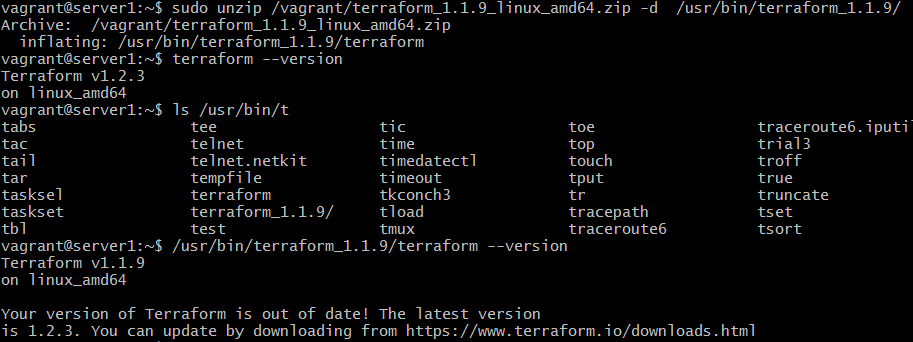 vagrant@server1:~$ sudo unzip /vagrant/terraform_1.1.9_linux_amd64.zip -d  /usr/bin/terraform_1.1.9/
Archive:  /vagrant/terraform_1.1.9_linux_amd64.zip
  inflating: /usr/bin/terraform_1.1.9/terraform
vagrant@server1:~$ terraform --version
Terraform v1.2.3
on linux_amd64
vagrant@server1:~$ ls /usr/bin/t
tabs                tee                 tic                 toe                 traceroute6.iputil
tac                 telnet              time                top                 trial3
tail                telnet.netkit       timedatectl         touch               troff
tar                 tempfile            timeout             tput                true
tasksel             terraform           tkconch3            tr                  truncate
taskset             terraform_1.1.9/    tload               tracepath           tset
tbl                 test                tmux                traceroute6         tsort
vagrant@server1:~$ /usr/bin/terraform_1.1.9/terraform --version
Terraform v1.1.9
on linux_amd64

Your version of Terraform is out of date! The latest version
is 1.2.3. You can update by downloading from https://www.terraform.io/downloads.html